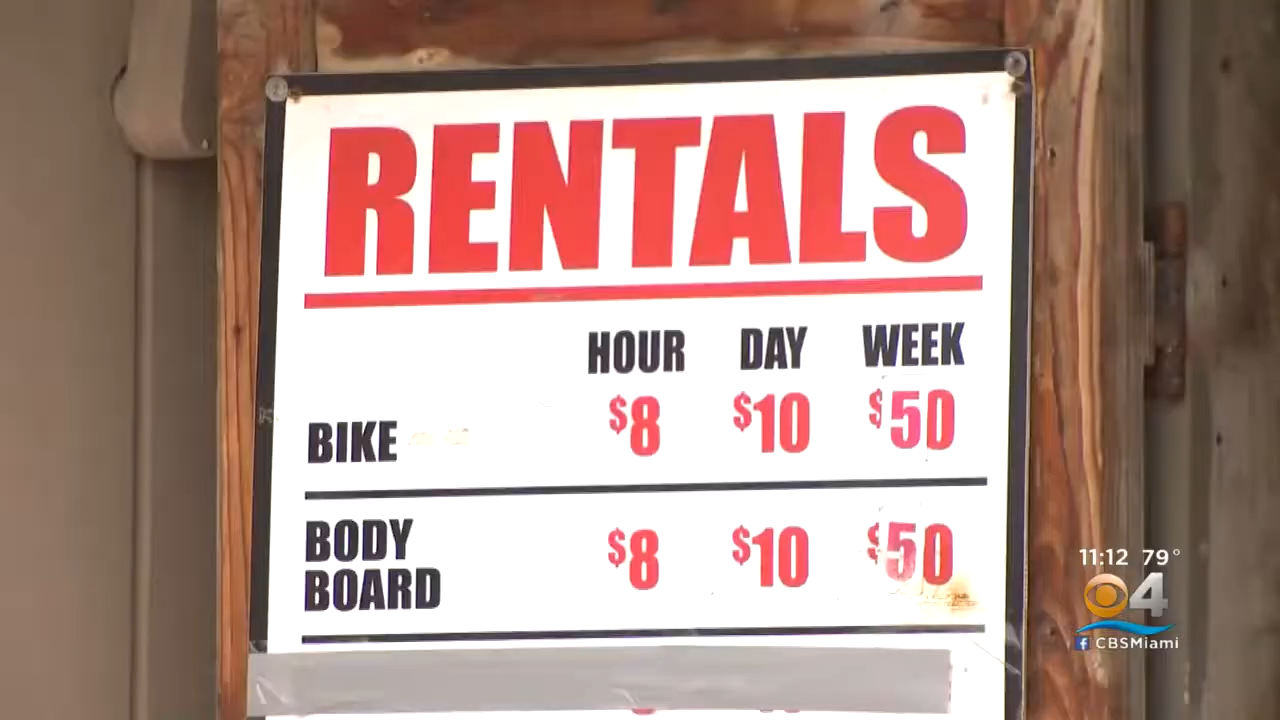 RENTALS
HOUR DAY WEEK
BIKE $8 $10 $50
BODY
BOARD $8 $10 $50
11:12 79°
4
CBSMiami